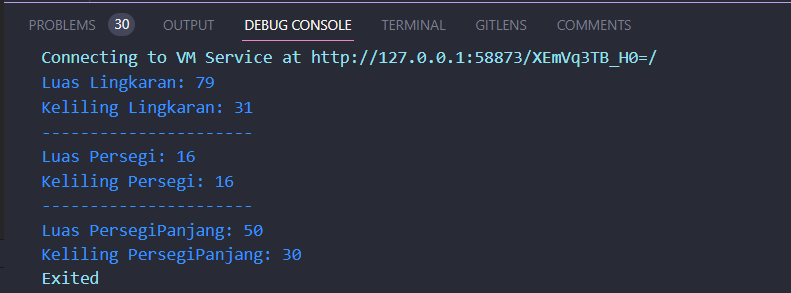 PROBLEMS 30 OUTPUT DEBUG CONSOLE TERMINAL GITLENS COMMENTS
Connecting to VM Service at http://127.0.0.1:58873/XEmVq3TB_H0=/
Luas Lingkaran: 79
Keliling Lingkaran: 31
----------------------
Luas Persegi: 16
Keliling Persegi: 16
----------------------
Luas PersegiPanjang: 50
Keliling PersegiPanjang: 30
Exited